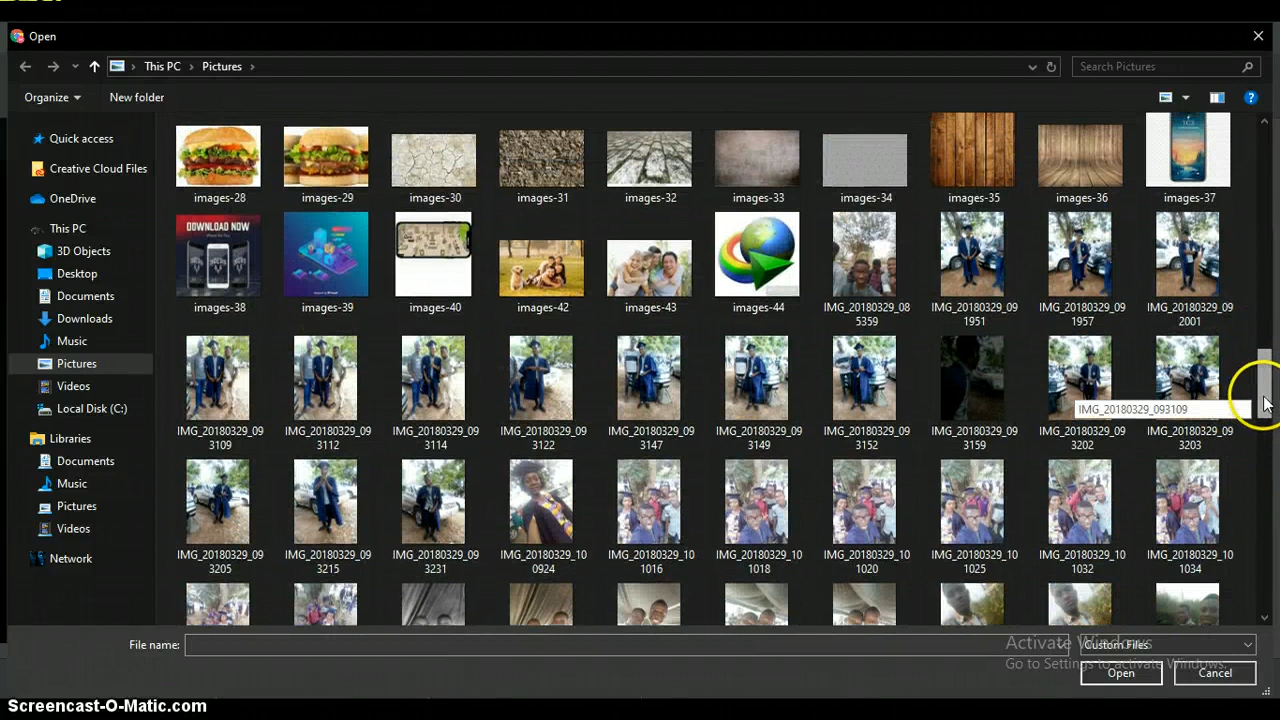 Open
This PC
Pictures
Search Pictures
Organize
New folder
Quick access
Creative Cloud Files
OneDrive
This PC
3D Objects
Desktop
Documents
Downloads
Music
Pictures
Videos
Local Disk (C:)
Libraries
Documents
Music
Pictures
Videos
Network
images-28 images-29 images-30 images-31 images-32 images-33 images-34 images-35 images-36 images-37
DOWNLOAD NOW
images-38 images-39 images-40 images-42 images-43 images-44 IMG_20180329_08 IMG_20180329_09 IMG_20180329_09 IMG_20180329_09
5359 1951 1957 2001
IMG_20180329_093109
IMG_20180329_09 IMG_20180329_09 IMG_20180329_09 IMG_20180329_09 IMG_20180329_09 IMG_20180329_09 IMG_20180329_09 IMG_20180329_09 IMG_20180329_09 IMG_20180329_09
3109 3112 3114 3122 3147 3149 3152 3159 3202 3203
IMG_20180329_09 IMG_20180329_09 IMG_20180329_09 IMG_20180329_10 IMG_20180329_10 IMG_20180329_10 IMG_20180329_10 IMG_20180329_10 IMG_20180329_10 IMG_20180329_10
3205 3215 3231 0924 1016 1018 1020 1025 1032 1034
File name:
Custom Files
Activate Windows
Go to Settings to activate Windows.
Open
Cancel
Screencast-O-Matic.com